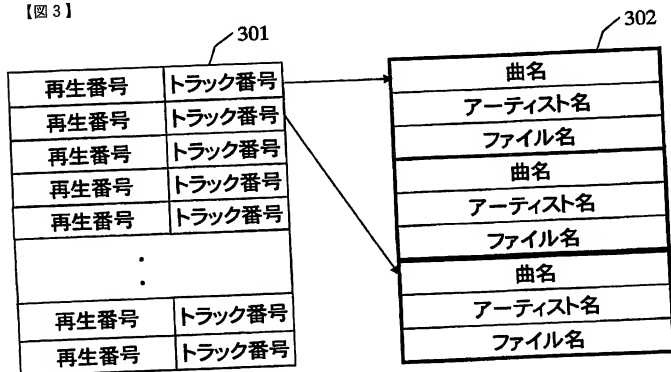 【図3】
301
再生番号 トラック番号
再生番号 トラック番号
再生番号 トラック番号
再生番号 トラック番号
再生番号 トラック番号
再生番号 トラック番号
再生番号 トラック番号
302
曲名
アーティスト名
ファイル名
曲名
アーティスト名
ファイル名
曲名
アーティスト名
ファイル名